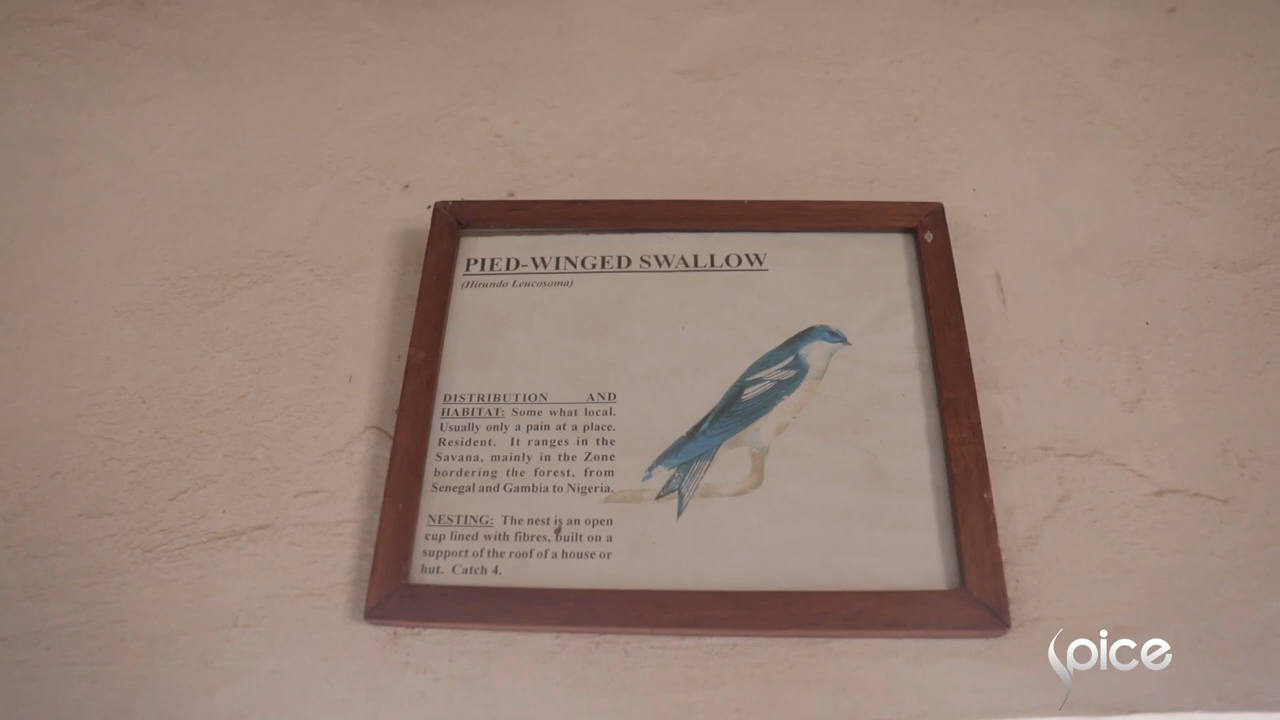 PIED-WINGED SWALLOW
(Hirundo Leucosoma)
DISTRIBUTION AND
HABITAT: Some what local.
Usually only a pain at a place.
Resident. It ranges in the
Savana, mainly in the Zone
bordering the forest, from
Senegal and Gambia to Nigeria.
NESTING: The nest is an open
cup lined with fibres, built on a
support of the roof of a house or
hut. Catch 4.
Spice